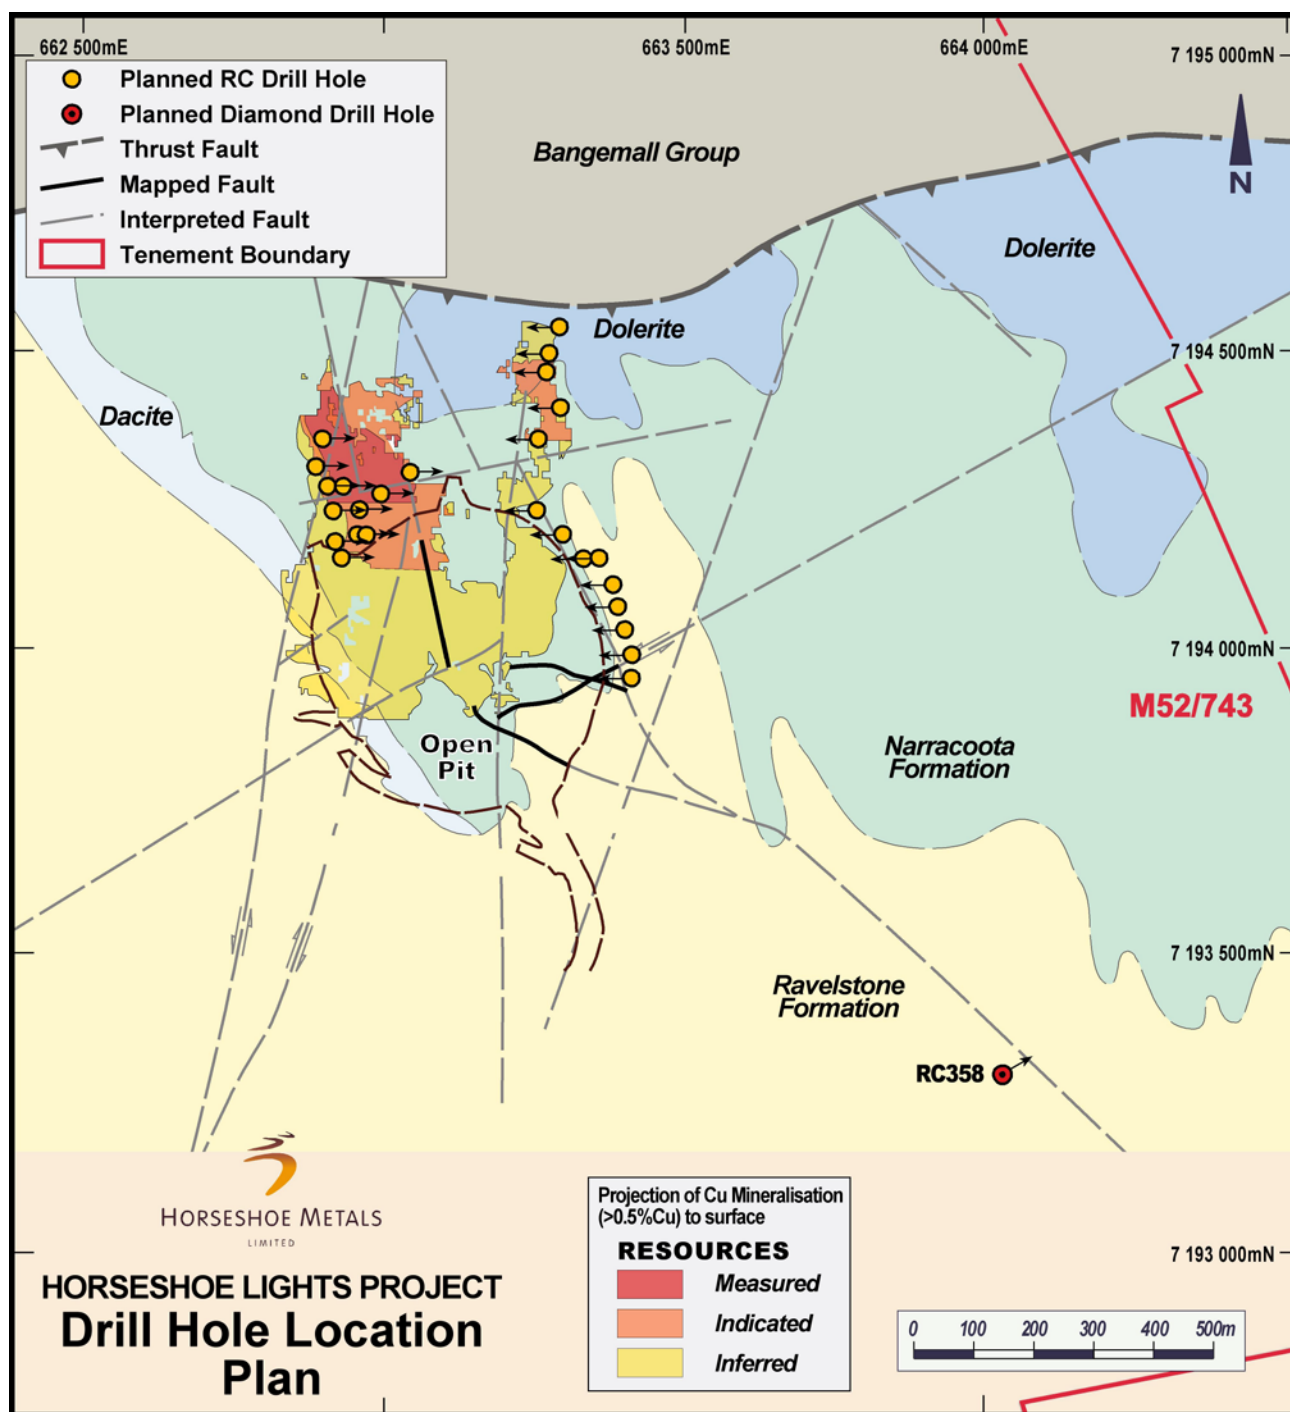 662 500mE
663 500mE
664 000mE
7 195 000mN
Planned RC Drill Hole
Planned Diamond Drill Hole
Thrust Fault
Mapped Fault
Interpreted Fault
Tenement Boundary
Bangemall Group
N
Dolerite
Dolerite
7 194 500mN
Dacite
7 194 000mN
M52/743
Open
Pit
Narracoota
Formation
7 193 500mN
Ravelstone
Formation
RC358
HORSESHOE METALS
LIMITED
HORSESHOE LIGHTS PROJECT
Drill Hole Location
Plan
Projection of Cu Mineralisation
(>0.5%Cu) to surface
RESOURCES
Measured
Indicated
Inferred
7 193 000mN
0 100 200 300 400 500m